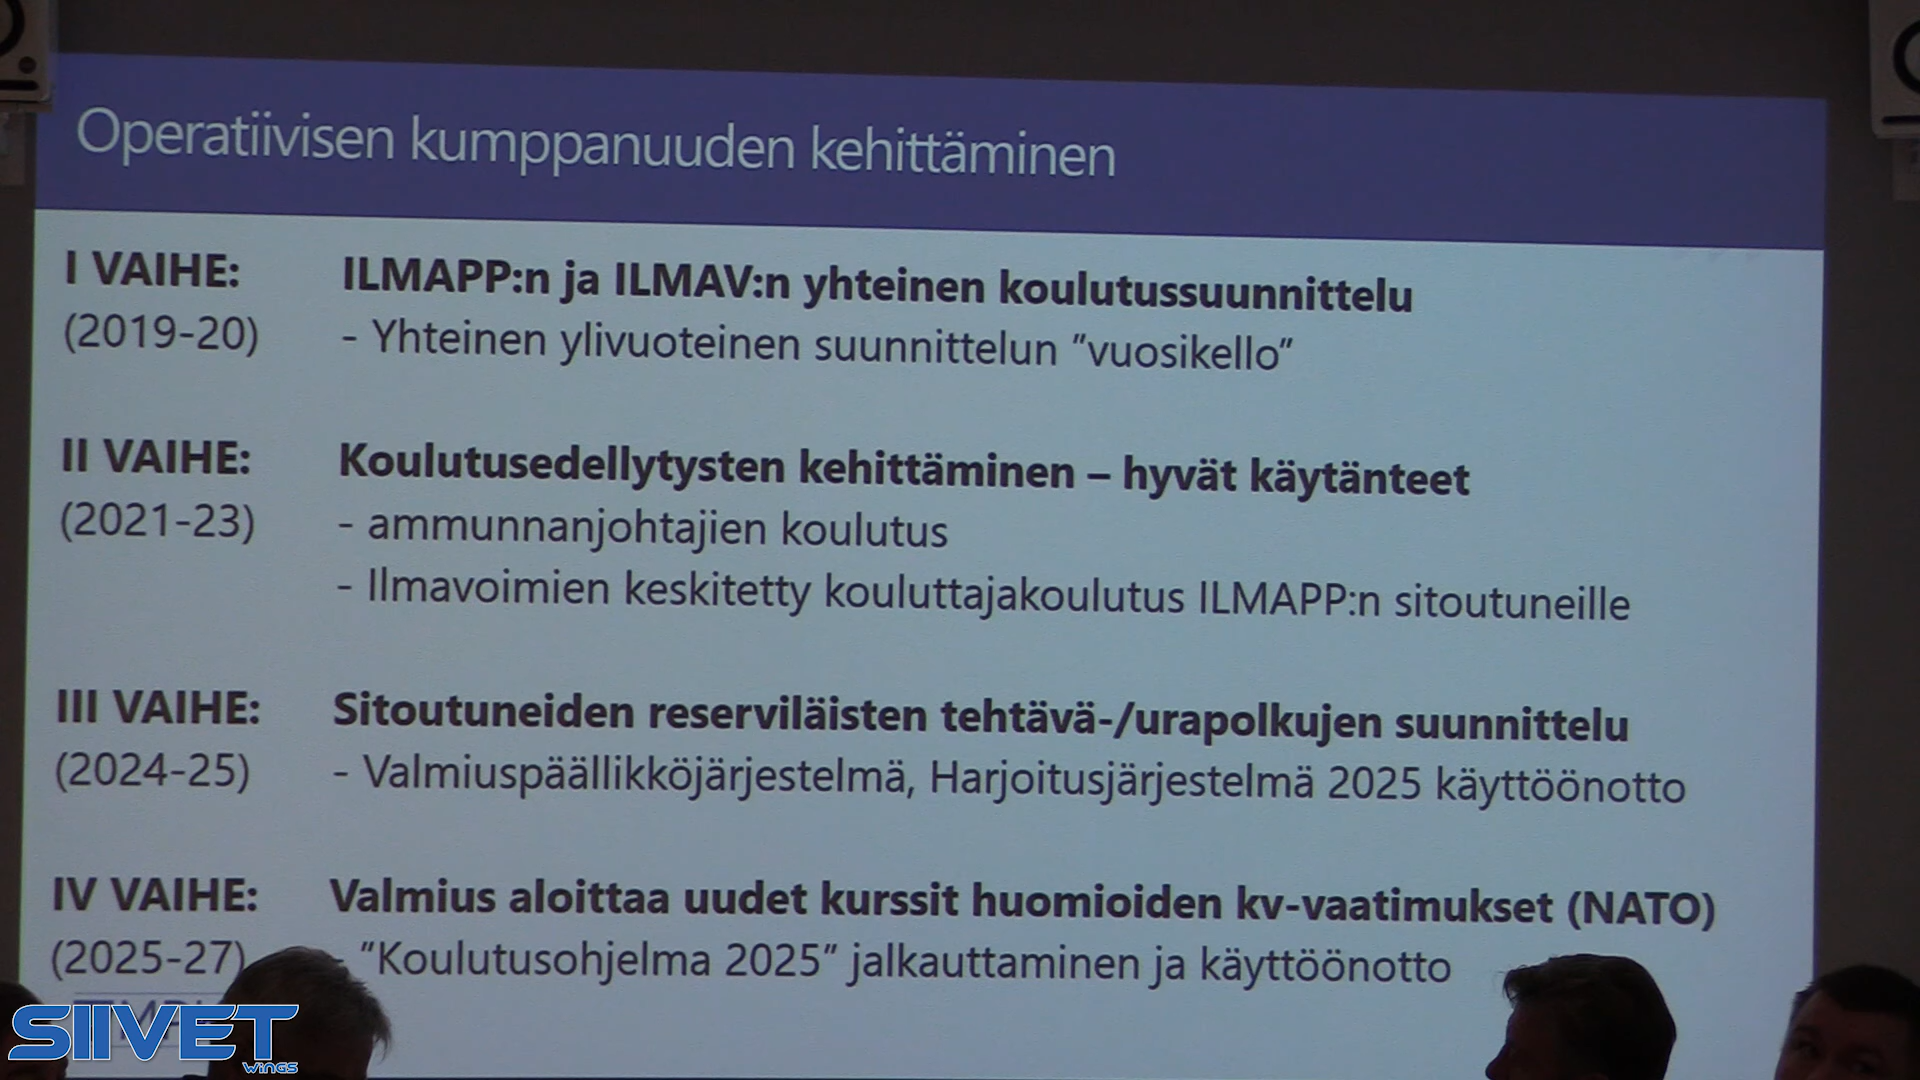 Operatiivisen kumppanuuden kehittäminen
I VAIHE: ILMAPP:n ja ILMAV:n yhteinen koulutussuunnittelu
(2019-20) - Yhteinen ylivuoteinen suunnittelun ”vuosikello”
II VAIHE: Koulutusedellytysten kehittäminen – hyvät käytänteet
(2021-23) - ammunnanjohtajien koulutus
- Ilmavoimien keskitetty kouluttajakoulutus ILMAPP:n sitoutuneille
III VAIHE: Sitoutuneiden reserviläisten tehtävä-/urapolkujen suunnittelu
(2024-25) - Valmiuspäällikköjärjestelmä, Harjoitusjärjestelmä 2025 käyttöönotto
IV VAIHE: Valmius aloittaa uudet kurssit huomioiden kv-vaatimukset (NATO)
(2025-27) - ”Koulutusohjelma 2025” jalkauttaminen ja käyttöönotto
SIIVET
WINGS